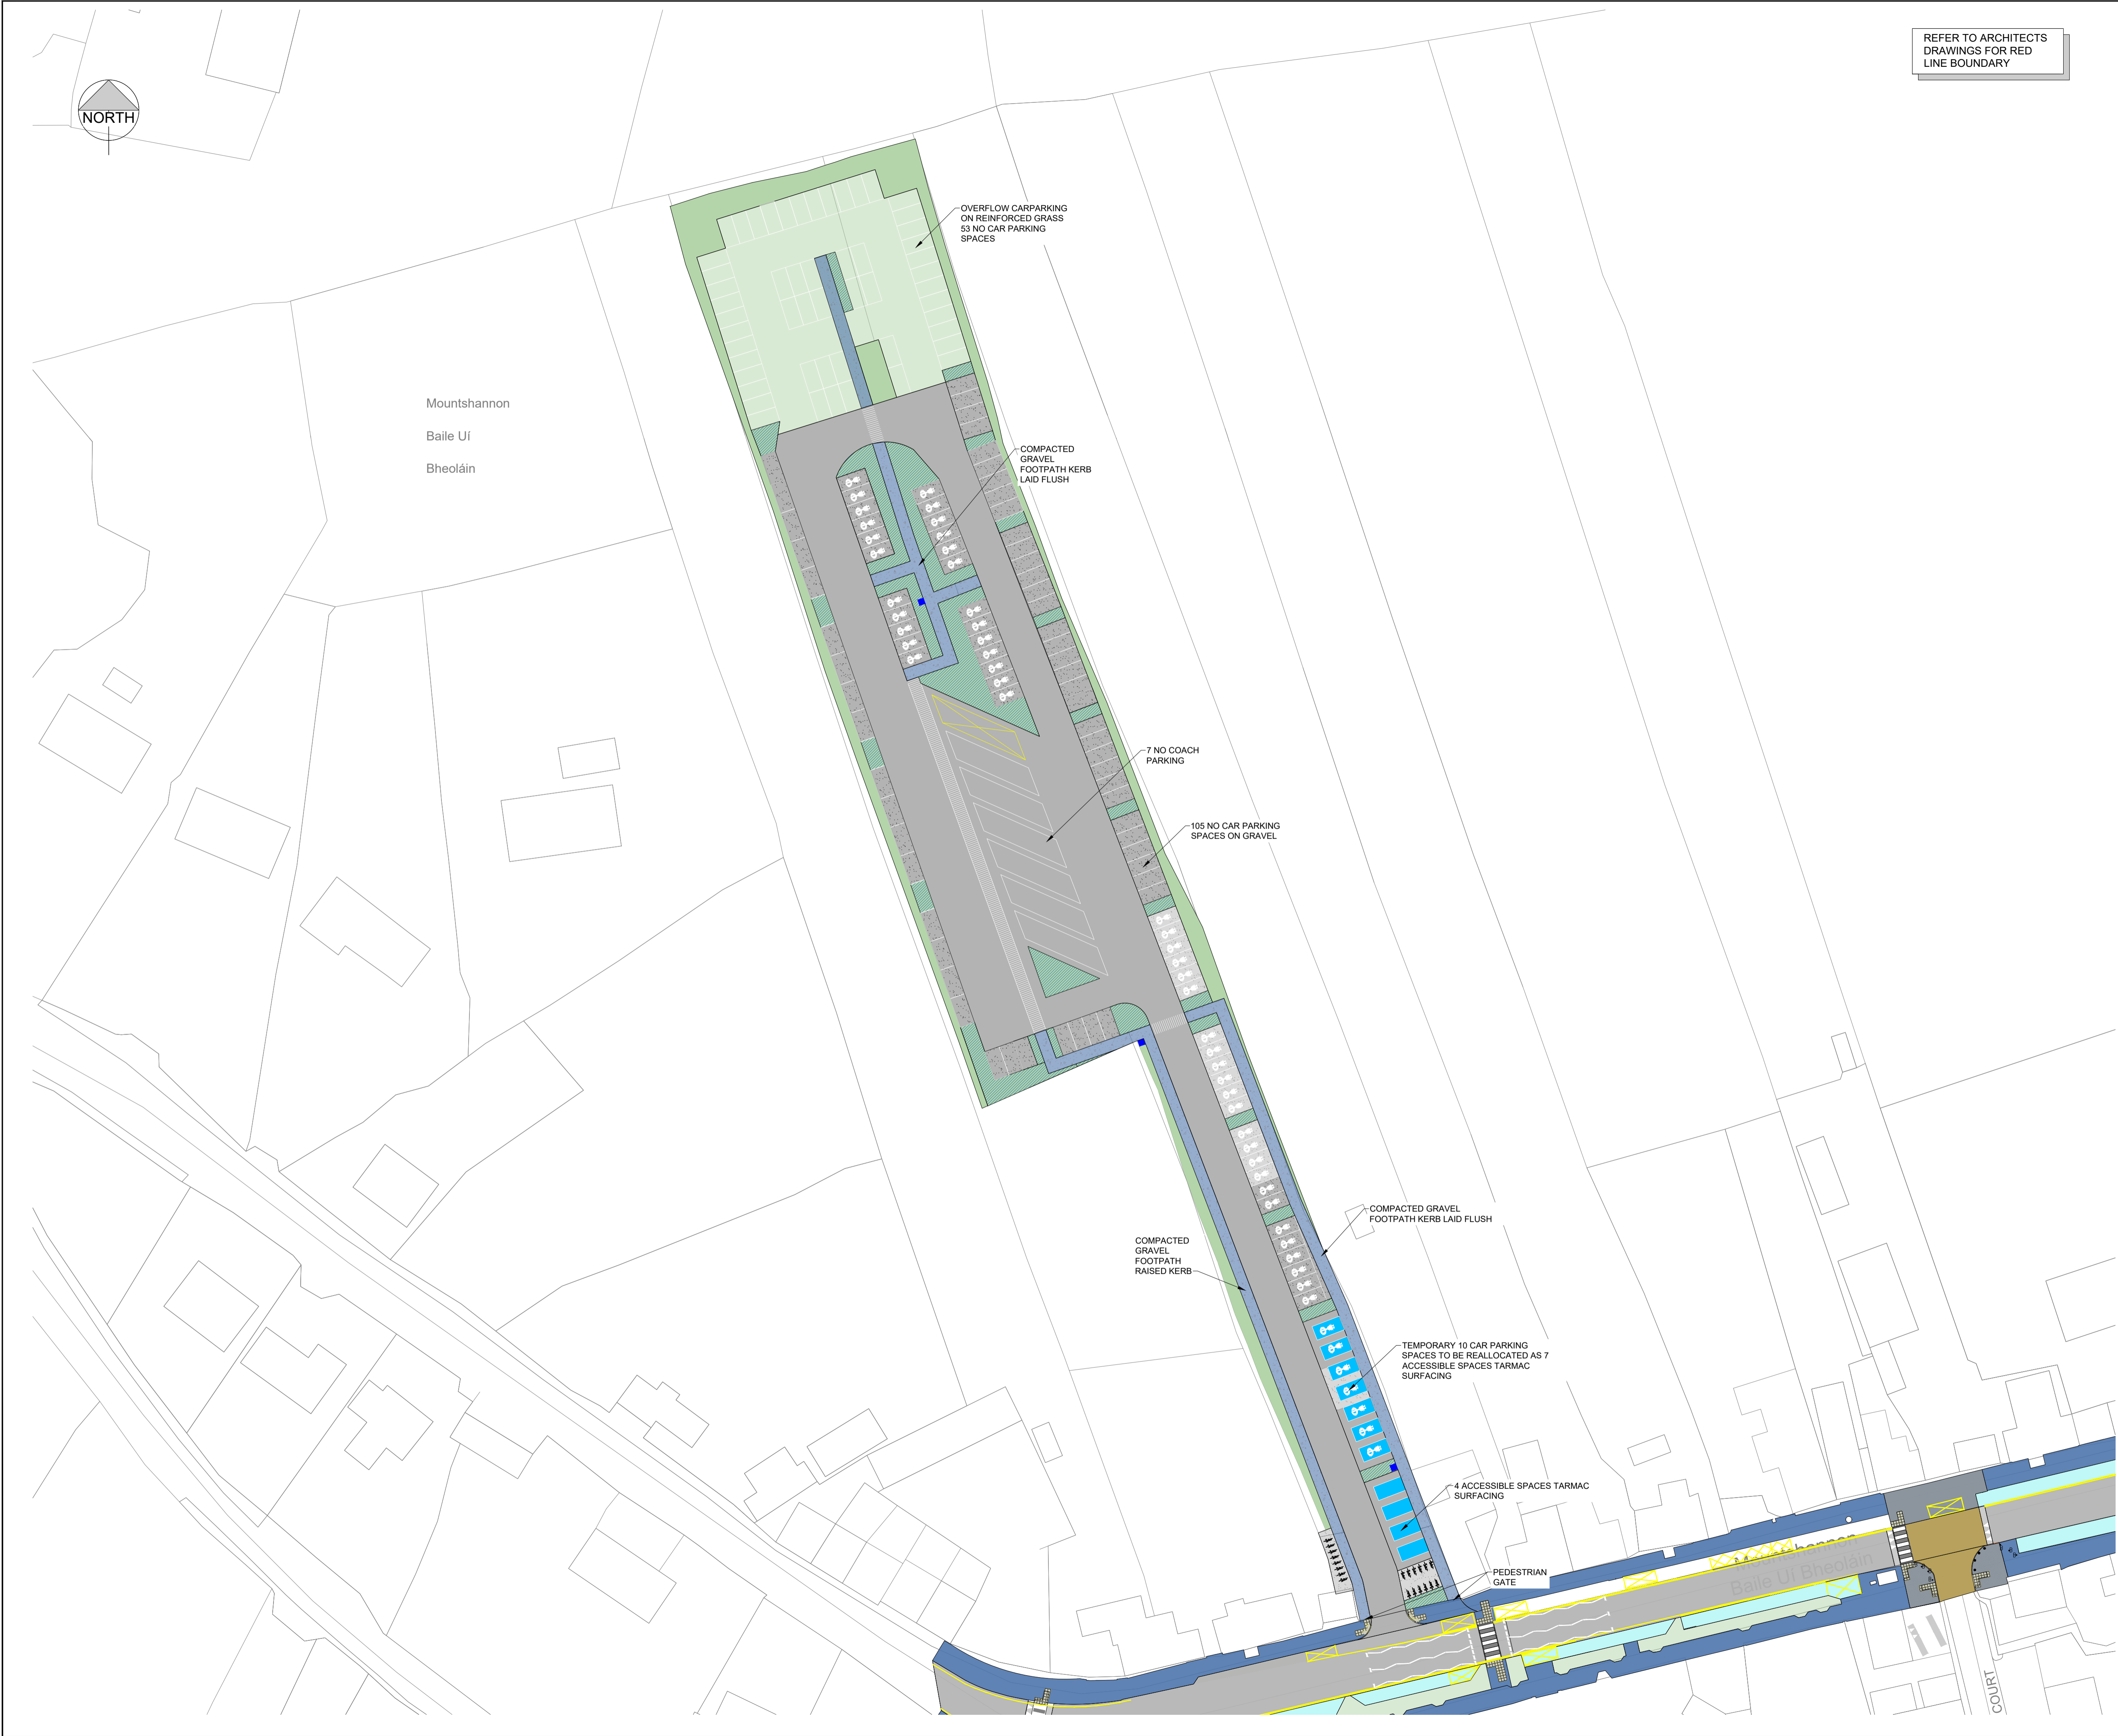 REFER TO ARCHITECTS
DRAWINGS FOR RED
LINE BOUNDARY
NORTH
OVERFLOW CARPARKING
ON REINFORCED GRASS
53 NO CAR PARKING
SPACES
Mountshannon
Baile Uí
Bheoláin
COMPACTED
GRAVEL
FOOTPATH KERB
LAID FLUSH
7 NO COACH
PARKING
105 NO CAR PARKING
SPACES ON GRAVEL
COMPACTED GRAVEL
FOOTPATH KERB LAID FLUSH
COMPACTED
GRAVEL
FOOTPATH
RAISED KERB
TEMPORARY 10 CAR PARKING
SPACES TO BE REALLOCATED AS 7
ACCESSIBLE SPACES TARMAC
SURFACING
4 ACCESSIBLE SPACES TARMAC
SURFACING
PEDESTRIAN
GATE
Mountshannon
Baile Uí Bheoláin
COURT